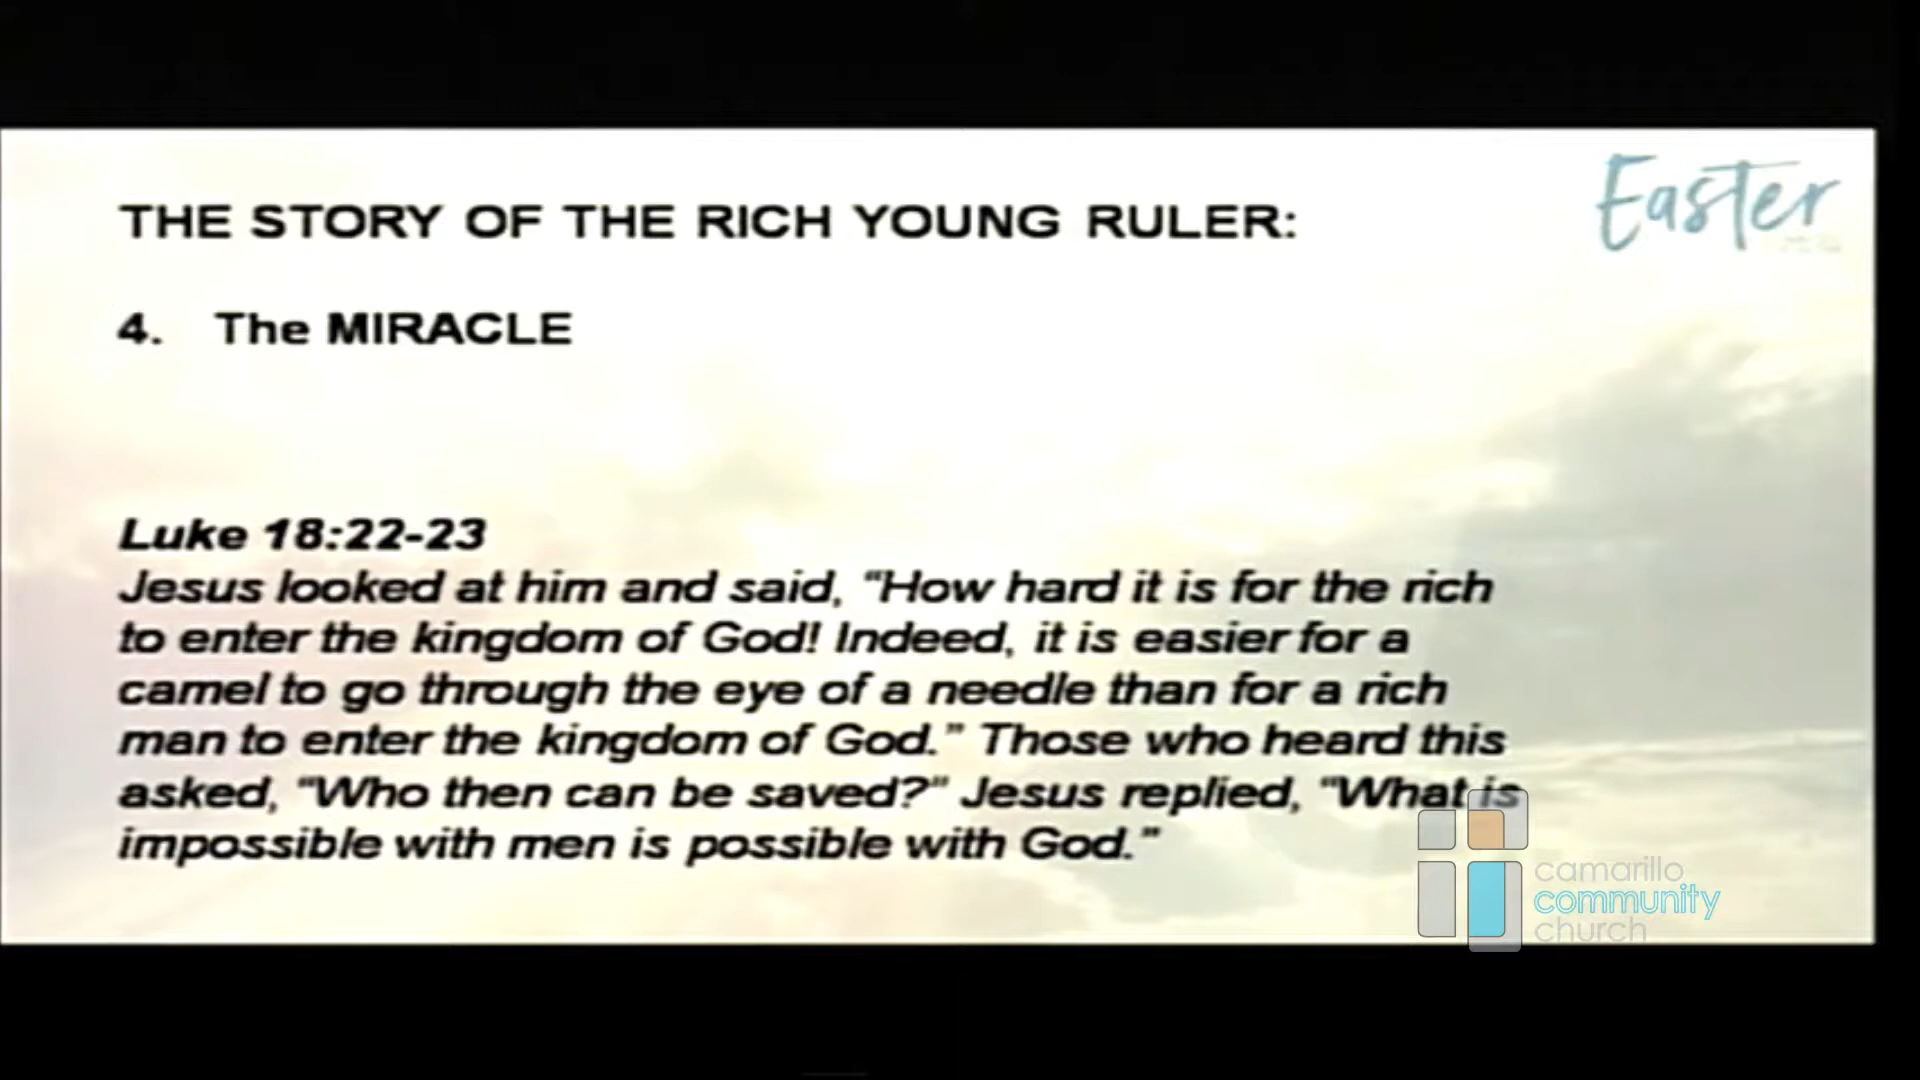 Easter
THE STORY OF THE RICH YOUNG RULER:
4. The MIRACLE
Luke 18:22-23
Jesus looked at him and said, “How hard it is for the rich
to enter the kingdom of God! Indeed, it is easier for a
camel to go through the eye of a needle than for a rich
man to enter the kingdom of God.” Those who heard this
asked, “Who then can be saved?” Jesus replied, “What is
impossible with men is possible with God.”
camarillo
community
church